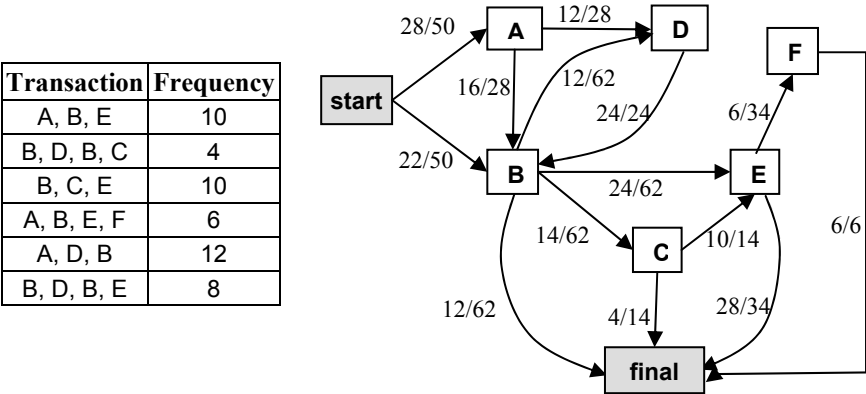 Transaction Frequency
A, B, E 10
B, D, B, C 4
B, C, E 10
A, B, E, F 6
A, D, B 12
B, D, B, E 8
28/50
A
12/28
D
F
start
16/28
12/62
24/24
6/34
22/50
B
24/62
E
14/62
C
10/14
6/6
12/62
4/14
28/34
final